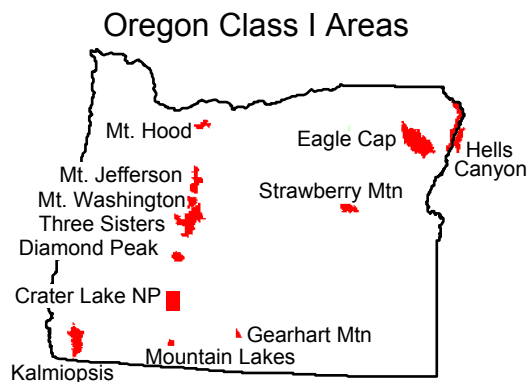 Oregon Class I Areas
Mt. Hood
Eagle Cap
Hells
Canyon
Mt. Jefferson
Mt. Washington
Strawberry Mtn
Three Sisters
Diamond Peak
Crater Lake NP
Gearhart Mtn
Mountain Lakes
Kalmiopsis